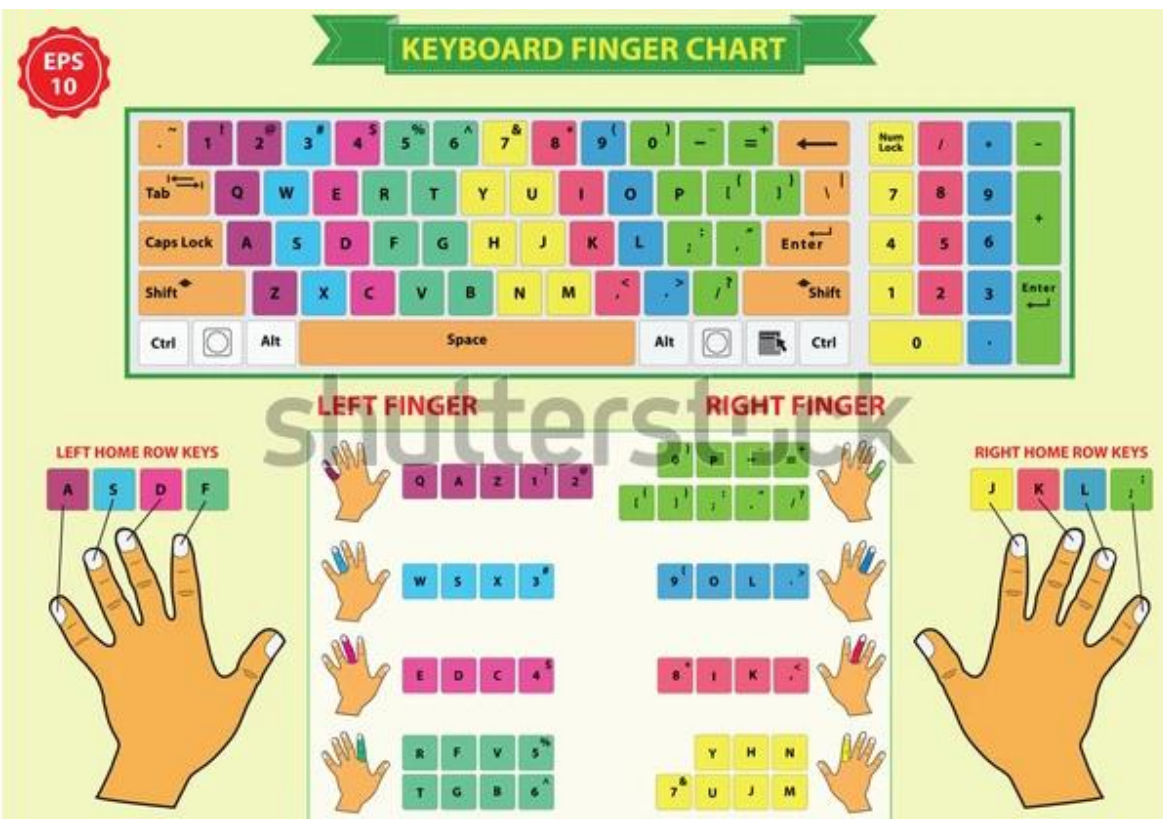 KEYBOARD FINGER CHART
EPS
10
~ . ! 1 @ 2 # 3 $ 4 % 5 ^ 6 & 7 * 8 ( 9 ) 0 - + =
Num Lock / * -
Tab Q W E R T Y U I O P { [ } ] | \
7 8 9 +
Caps Lock A S D F G H J K L : ; " ' Enter
4 5 6
Shift Z X C V B N M < , > . ? / Shift
1 2 3 Enter
Ctrl Alt Space Alt Ctrl
0 .
shutterstock
LEFT FINGER
RIGHT FINGER
LEFT HOME ROW KEYS
A S D F
RIGHT HOME ROW KEYS
J K L : ;
Q A Z ! 1 @ 2
) 0 P - + =
{ [ } ] : ; " ' ? /
W S X # 3
( 9 O L > .
E D C $ 4
* 8 I K < ,
R F V % 5
T G B ^ 6
Y H N
& 7 U J M